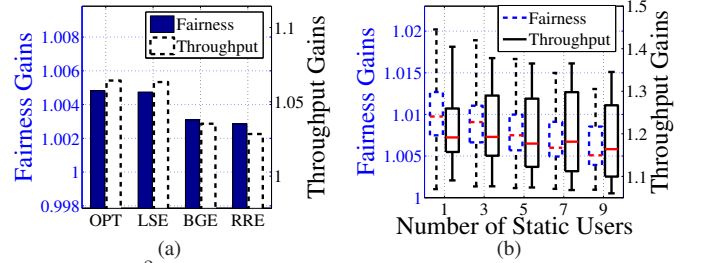 1.008
1.006
1.004
1.002
1
0.998
Fairness Gains
Fairness
Throughput
1.1
1.05
1
Throughput Gains
OPT LSE BGE RRE
(a)
1.02
1.015
1.01
1.005
1
Fairness Gains
Fairness
Throughput
1.5
1.4
1.3
1.2
1.1
Throughput Gains
1 3 5 7 9
Number of Static Users
(b)